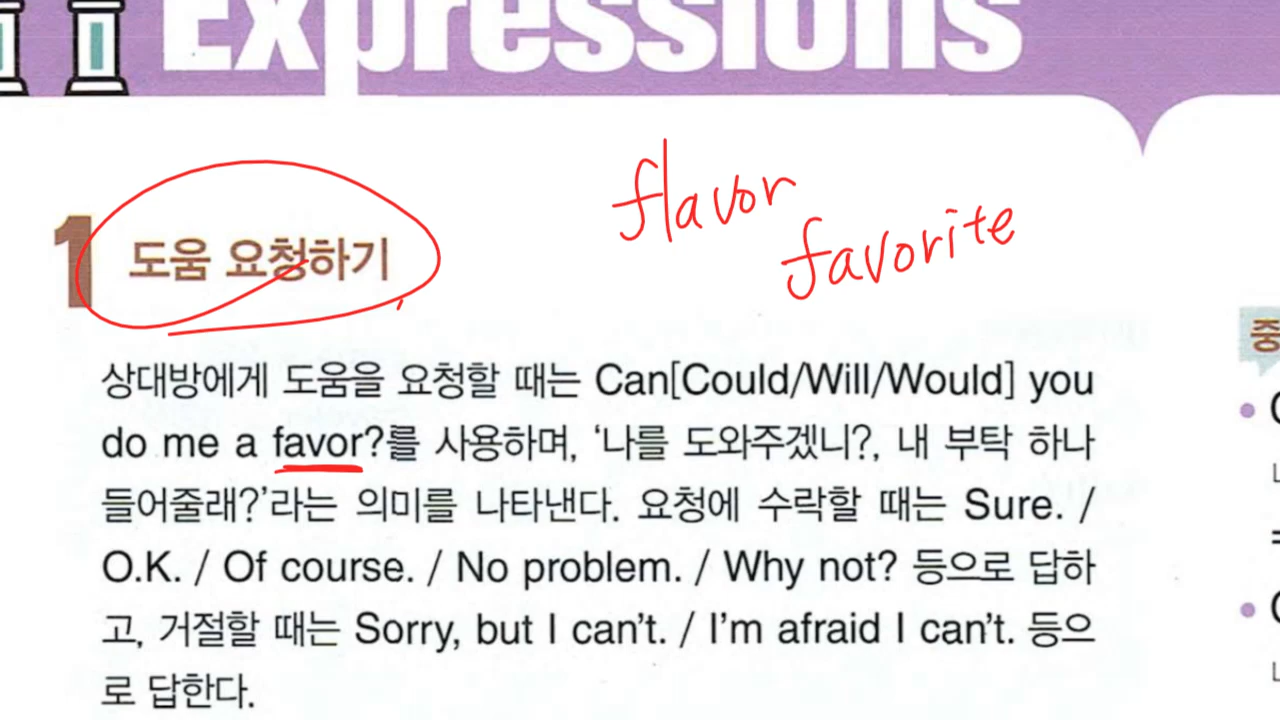 Expressions
flavor
favorite
1 도움 요청하기
중
상대방에게 도움을 요청할 때는 Can[Could/Will/Would] you
do me a favor?를 사용하며, ‘나를 도와주겠니?, 내 부탁 하나
들어줄래?’라는 의미를 나타낸다. 요청에 수락할 때는 Sure. /
O.K. / Of course. / No problem. / Why not? 등으로 답하
고, 거절할 때는 Sorry, but I can’t. / I’m afraid I can’t. 등으
로 답한다.